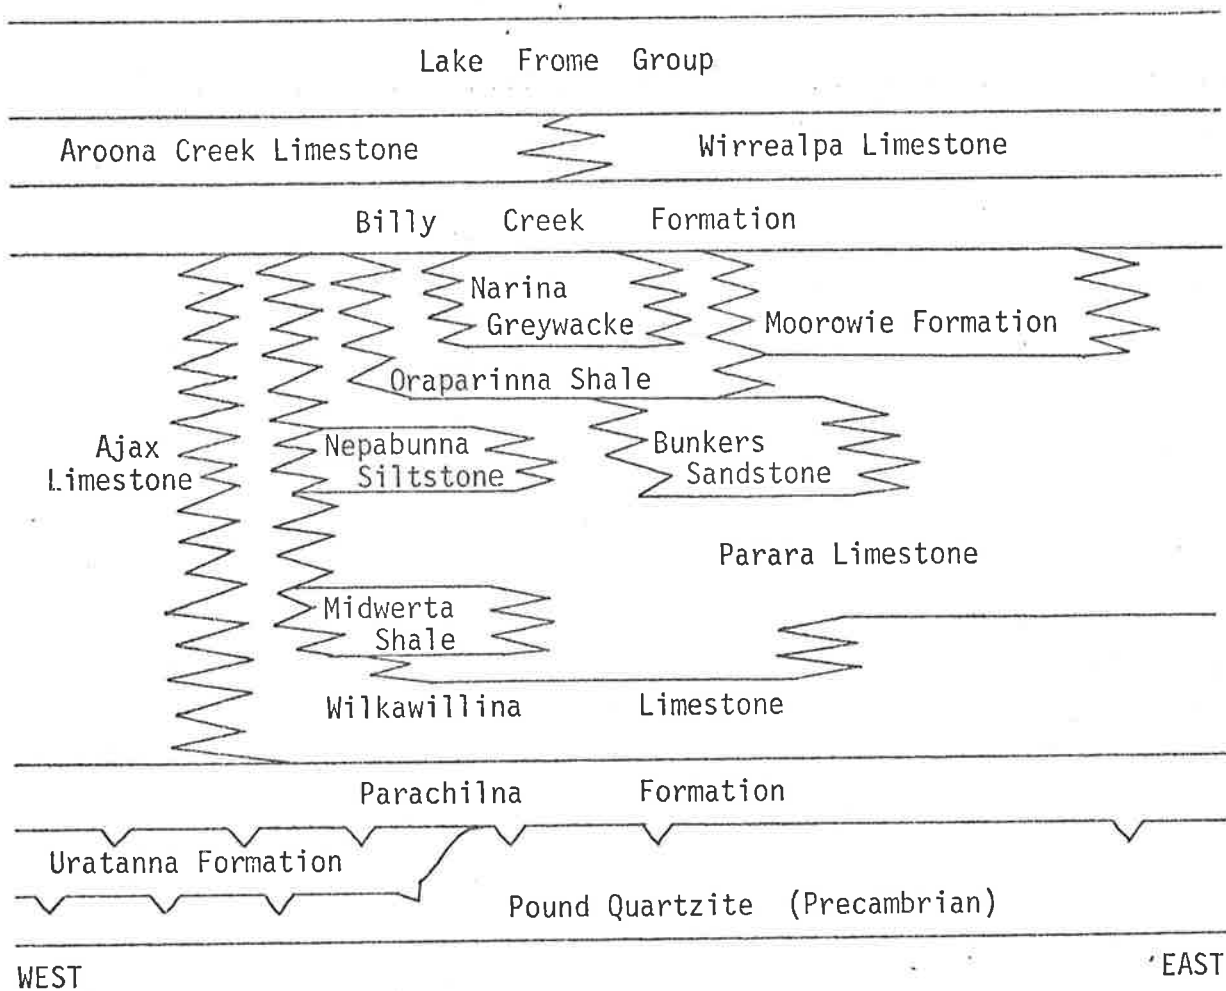 Lake Frome Group
Aroona Creek Limestone
Wirrealpa Limestone
Billy Creek Formation
Narina
Greywacke
Moorowie Formation
Oraparinna Shale
Ajax
Limestone
Nepabunna
Siltstone
Bunkers
Sandstone
Parara Limestone
Midwerta
Shale
Wilkawillina Limestone
Parachilna Formation
Uratanna Formation
Pound Quartzite (Precambrian)
WEST
EAST